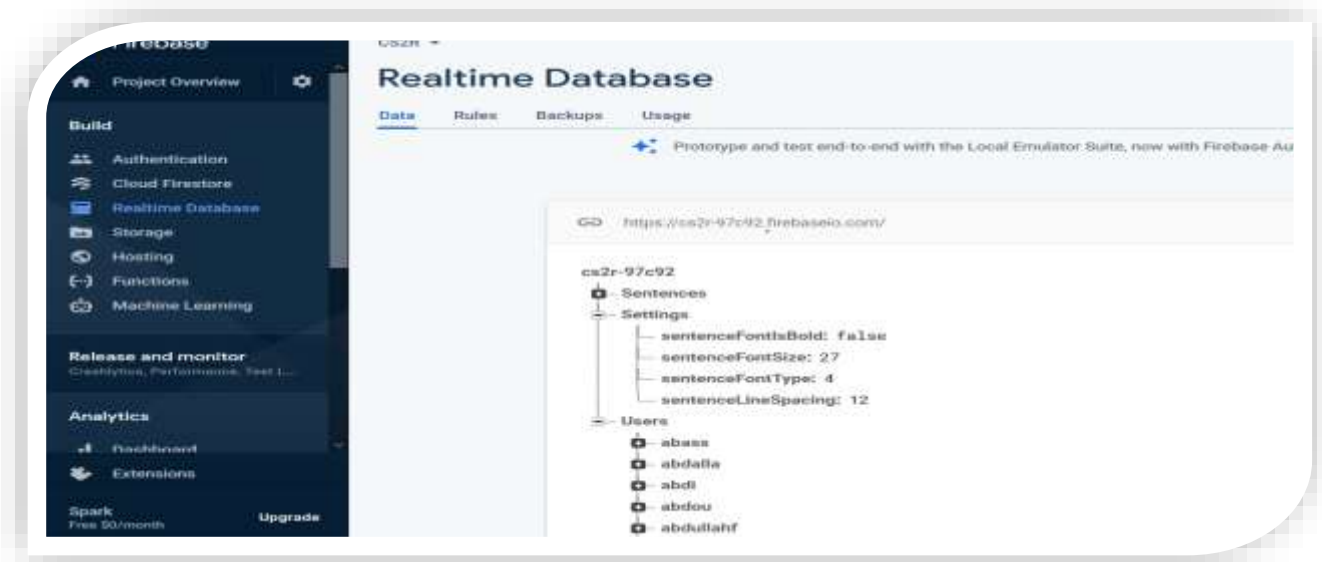 Firebase
Project Overview
Build
Authentication
Cloud Firestore
Realtime Database
Storage
Hosting
Functions
Machine Learning
Release and monitor
Crashlytics, Performance, Test L...
Analytics
Dashboard
Extensions
Spark
Free $0/month
Upgrade
CS2R
Realtime Database
Data Rules Backups Usage
Prototype and test end-to-end with the Local Emulator Suite, now with Firebase Au
https://cs2r-97c92.firebaseio.com/
cs2r-97c92
Sentences
Settings
sentenceFontIsBold: false
sentenceFontSize: 27
sentenceFontType: 4
sentenceLineSpacing: 12
Users
abass
abdalla
abdi
abdou
abdullahf